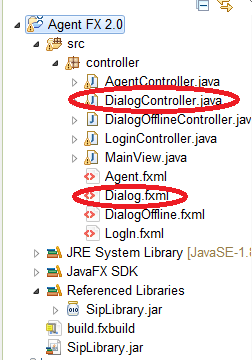 Agent FX 2.0
src
controller
AgentController.java
DialogController.java
DialogOfflineController
LoginController.java
MainView.java
Agent.fxml
Dialog.fxml
DialogOffline.fxml
LogIn.fxml
JRE System Library [JavaSE-1.
JavaFX SDK
Referenced Libraries
SipLibrary.jar
build.fxbuild
SipLibrary.jar